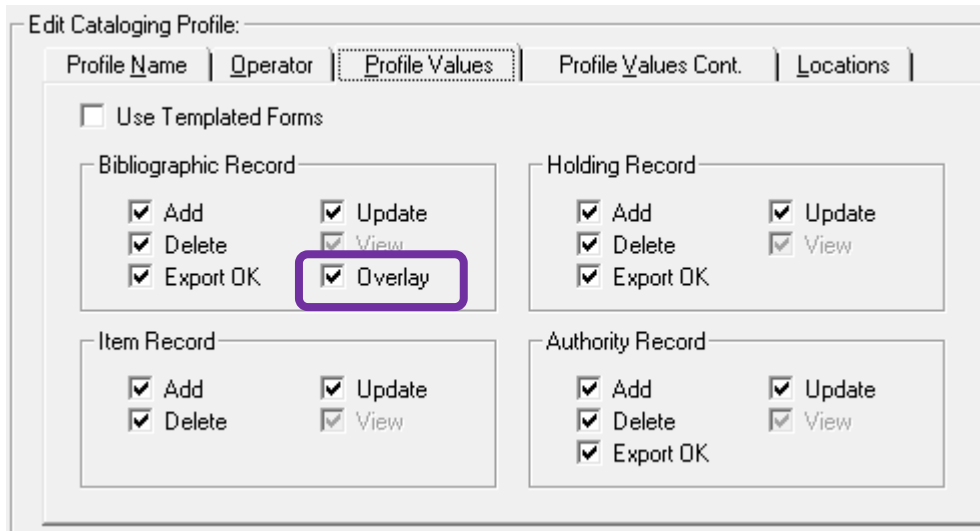 Edit Cataloging Profile:
Profile Name Operator Profile Values Profile Values Cont. Locations
Use Templated Forms
Bibliographic Record
Add Update
Delete View
Export OK Overlay
Holding Record
Add Update
Delete View
Export OK
Item Record
Add Update
Delete View
Authority Record
Add Update
Delete View
Export OK